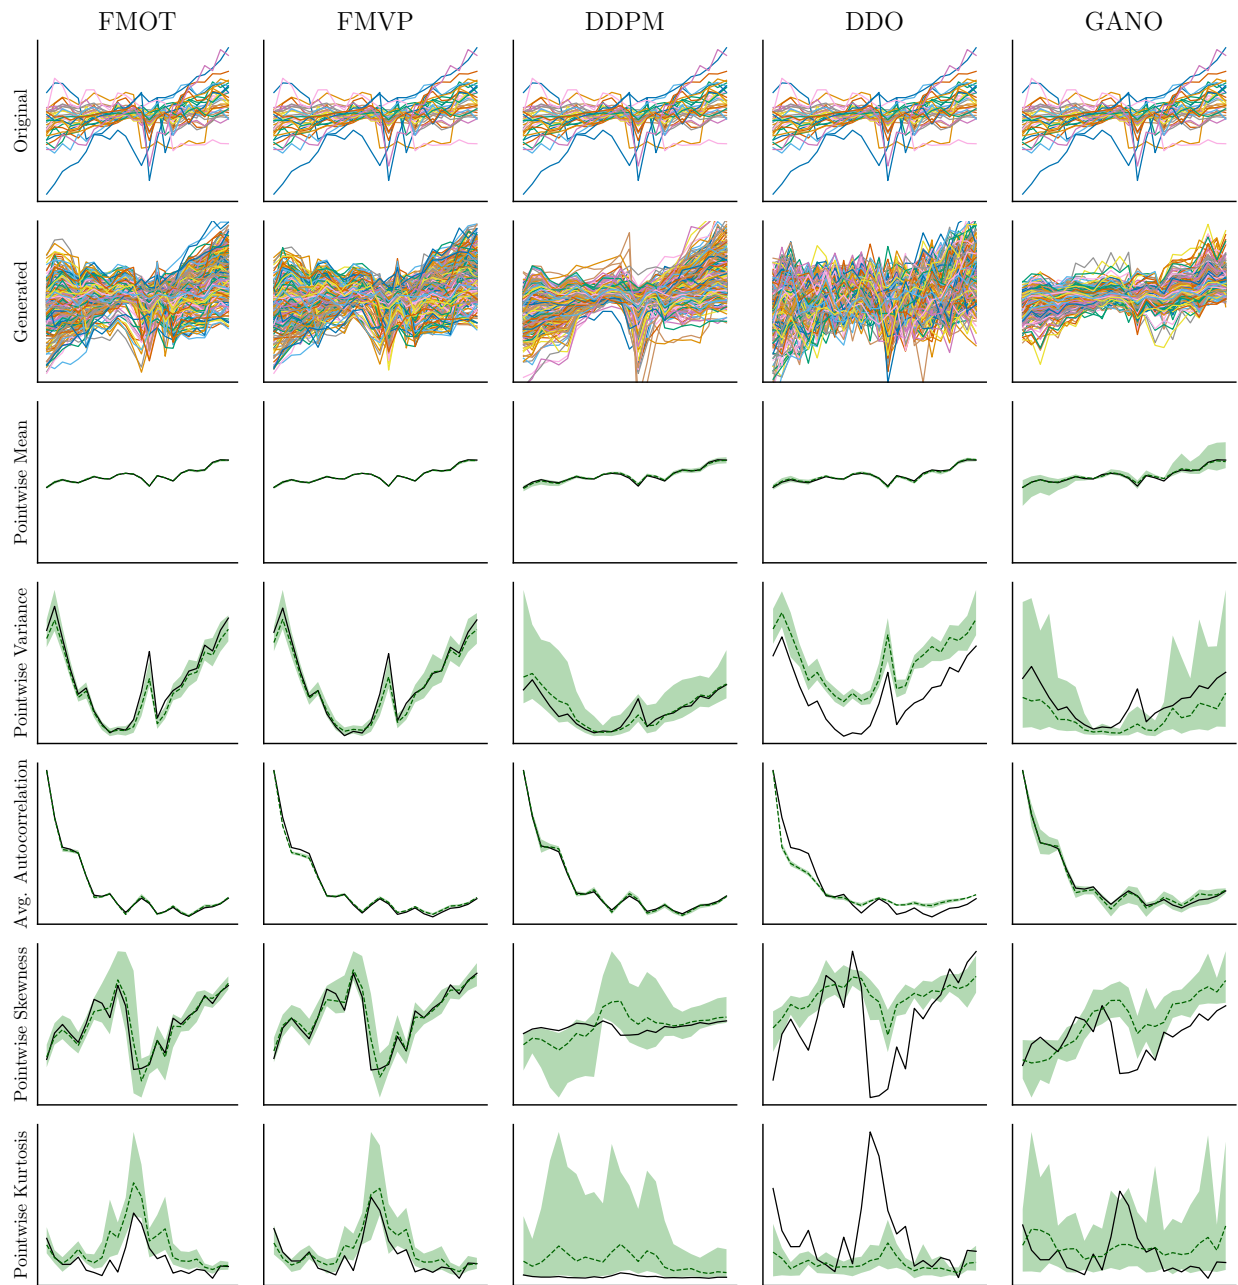 FMOT FMVP DDPM DDO GANO
Original
Generated
Pointwise Mean
Pointwise Variance
Avg. Autocorrelation
Pointwise Skewness
Pointwise Kurtosis